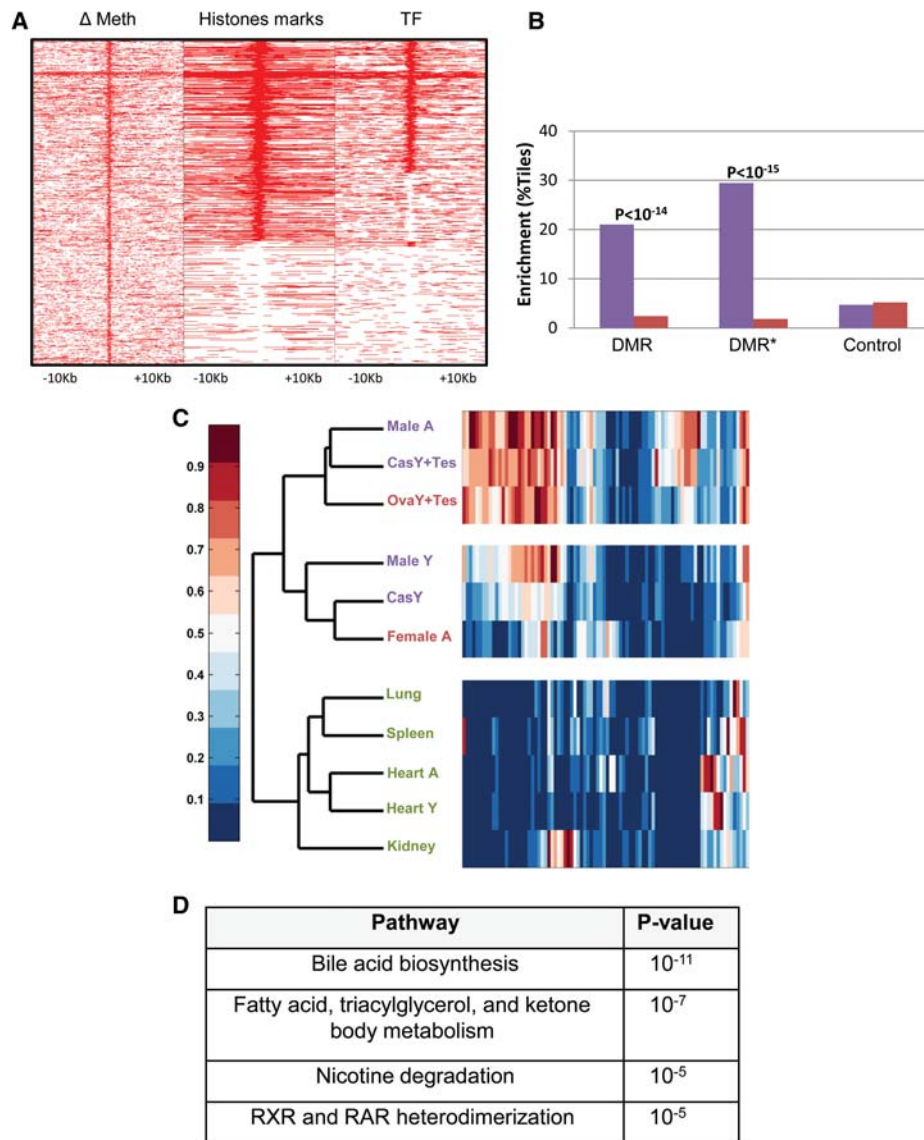 A
Δ Meth Histones marks TF
-10Kb +10Kb -10Kb +10Kb -10Kb +10Kb
B
Enrichment (%Tiles)
40
30
20
10
0
P<10-14
P<10-15
DMR DMR* Control
C
0.9
0.8
0.7
0.6
0.5
0.4
0.3
0.2
0.1
Male A
CasY+Tes
OvaY+Tes
Male Y
CasY
Female A
Lung
Spleen
Heart A
Heart Y
Kidney
D
Pathway P-value
Bile acid biosynthesis 10-11
Fatty acid, triacylglycerol, and ketone
body metabolism 10-7
Nicotine degradation 10-5
RXR and RAR heterodimerization 10-5